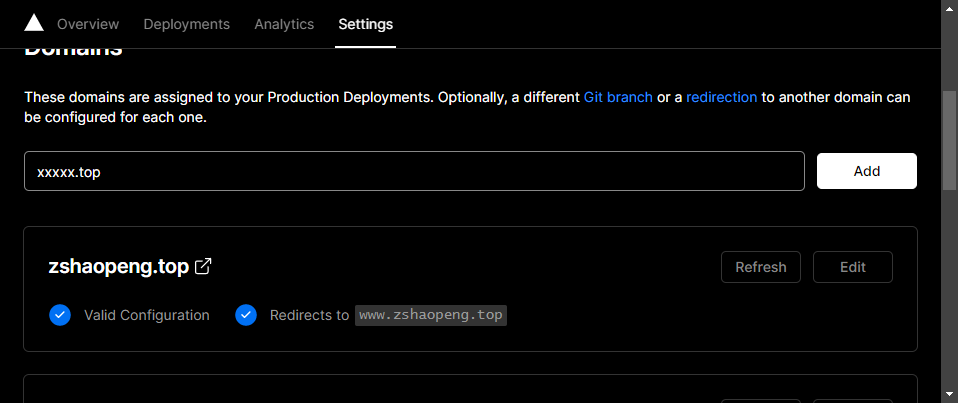 Overview Deployments Analytics Settings
Domains
These domains are assigned to your Production Deployments. Optionally, a different Git branch or a redirection to another domain can
be configured for each one.
xxxxx.top Add
zshaopeng.top Refresh Edit
Valid Configuration Redirects to www.zshaopeng.top